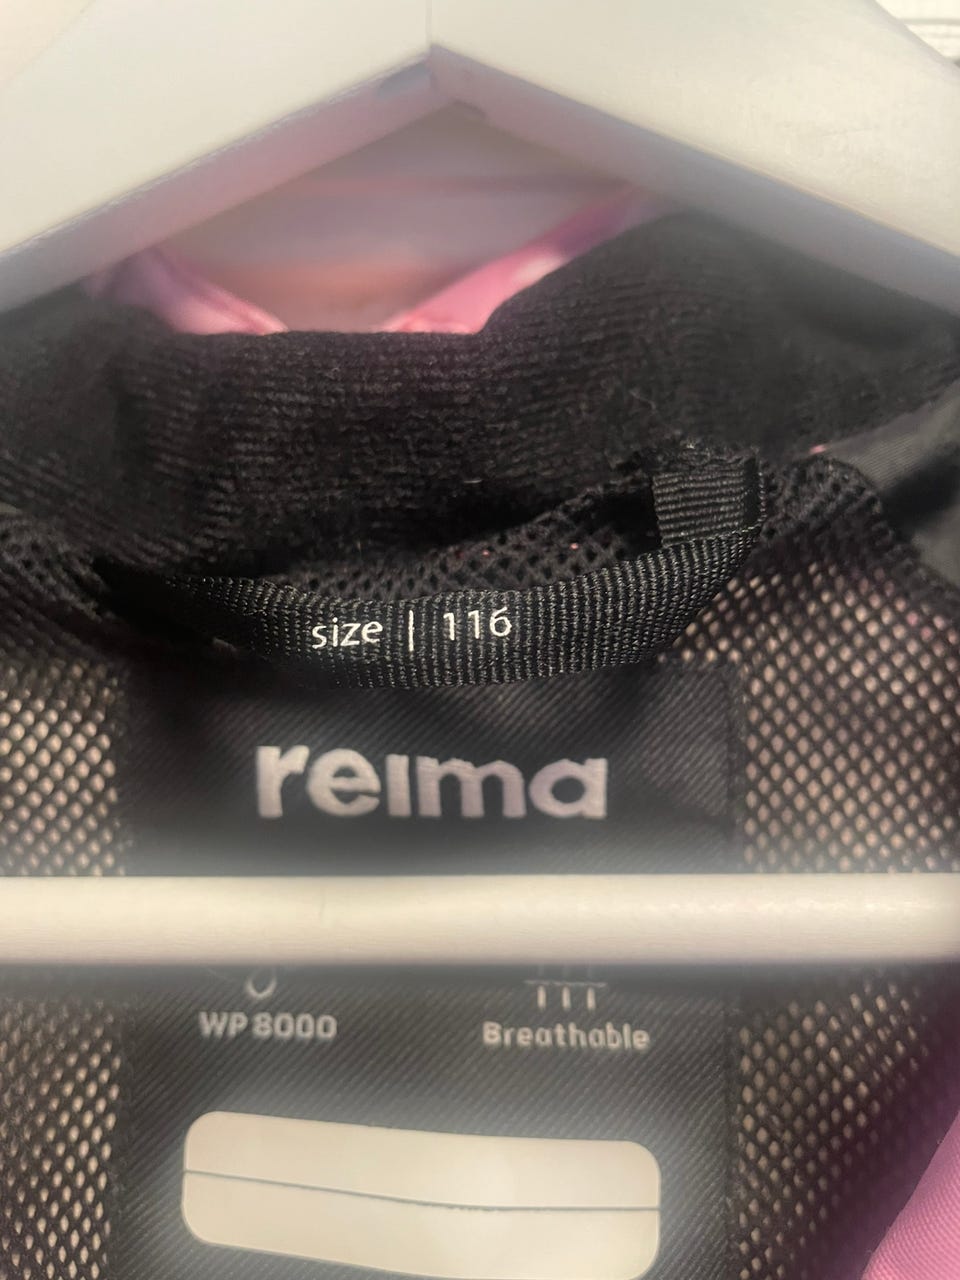 size | 116
reima
WP 8000
Breathable